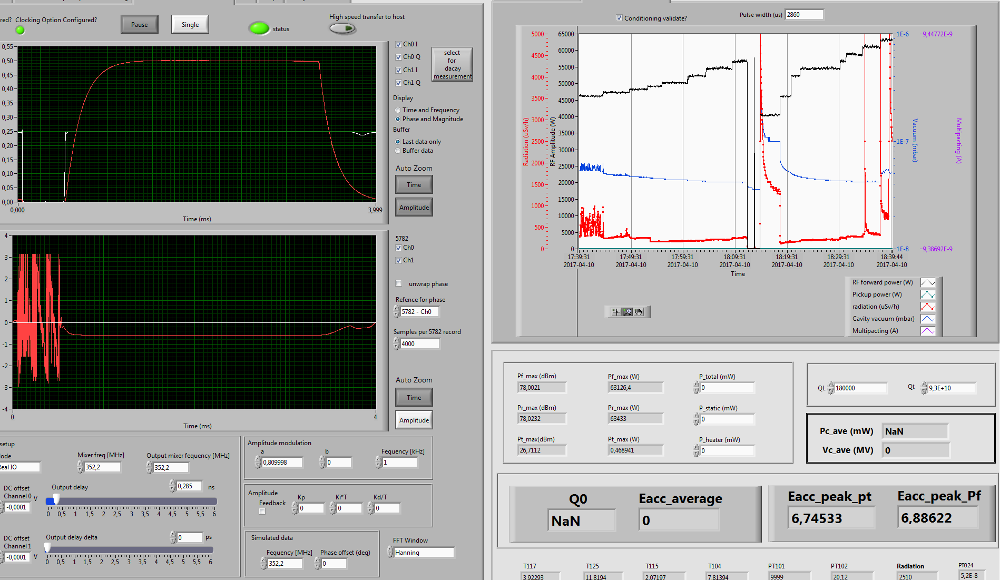 red? Clocking Option Configured?
Pause
Single
status
High speed transfer to host
0,55
0,50
0,45
0,40
0,35
0,30
0,25
0,20
0,15
0,10
0,05
0,00
0,000
3,999
Time (ms)
Ch0 I
Ch0 Q
Ch1 I
Ch1 Q
select
for
dacay
measurement
Display
Time and Frequency
Phase and Magnitude
Buffer
Last data only
Buffer data
Auto Zoom
Time
Amplitude
4
3
2
1
0
-1
-2
-3
-4
0
4
Time (ms)
5782
Ch0
Ch1
unwrap phase
Refence for phase
5782 - Ch0
Samples per 5782 record
4000
Auto Zoom
Time
Amplitude
setup
lode
Real IO
Mixer freq [MHz]
352,2
Output mixer fequency [MHz]
352,2
DC offset
Channel 0
-0,0001
V
Output delay
0,285
ns
0 0,5 1 1,5 2 2,5 3 3,5 4 4,5 5 5,5 6
DC offset
Channel 1
-0,0001
V
Output delay delta
0
ps
0 0,5 1 1,5 2 2,5 3 3,5 4 4,5 5 5,5 6
Amplitude modulation
a
0,809998
b
0
Fequency [kHz]
1
Amplitude
Feedback
Kp
0
Ki*T
0
Kd/T
0
Simulated data
Fequency [MHz]
352,2
Phase offset (deg)
0
FFT Window
Hanning
Conditioning validate?
Pulse width (us)
2860
Radiation (uSv/h)
5000
4500
4000
3500
3000
2500
2000
1500
1000
500
0
RF Amplitude (W)
65000
60000
55000
50000
45000
40000
35000
30000
25000
20000
15000
10000
5000
0
1E-6
1E-7
1E-8
Vacuum (mbar)
-9,44772E-9
-9,38692E-9
Multipacting (A)
17:39:31 17:49:31 17:59:31 18:09:31 18:19:31 18:29:31 18:39:44
2017-04-10 2017-04-10 2017-04-10 2017-04-10 2017-04-10 2017-04-10 2017-04-10
Time
RF forward power (W)
Pickup power (W)
radiation (uSv/h)
Cavity vacuum (mbar)
Multipacting (A)
Pf_max (dBm)
78,0021
Pf_max (W)
63126,4
P_total (mW)
0
Pr_max (dBm)
78,0232
Pr_max (W)
63433
P_static (mW)
0
Pt_max(dBm)
26,7112
Pt_max (W)
0,468941
P_heater (mW)
0
QL
180000
Qt
9,3E+10
Pc_ave (mW)
NaN
Vc_ave (MV)
0
Q0
NaN
Eacc_average
0
Eacc_peak_pt
6,74533
Eacc_peak_Pf
6,88622
T117
3.92293
T125
11.8194
T115
2.07197
T104
7.81394
PT101
9999
PT102
20,12
Radiation
2510
PT024
5,2E-8